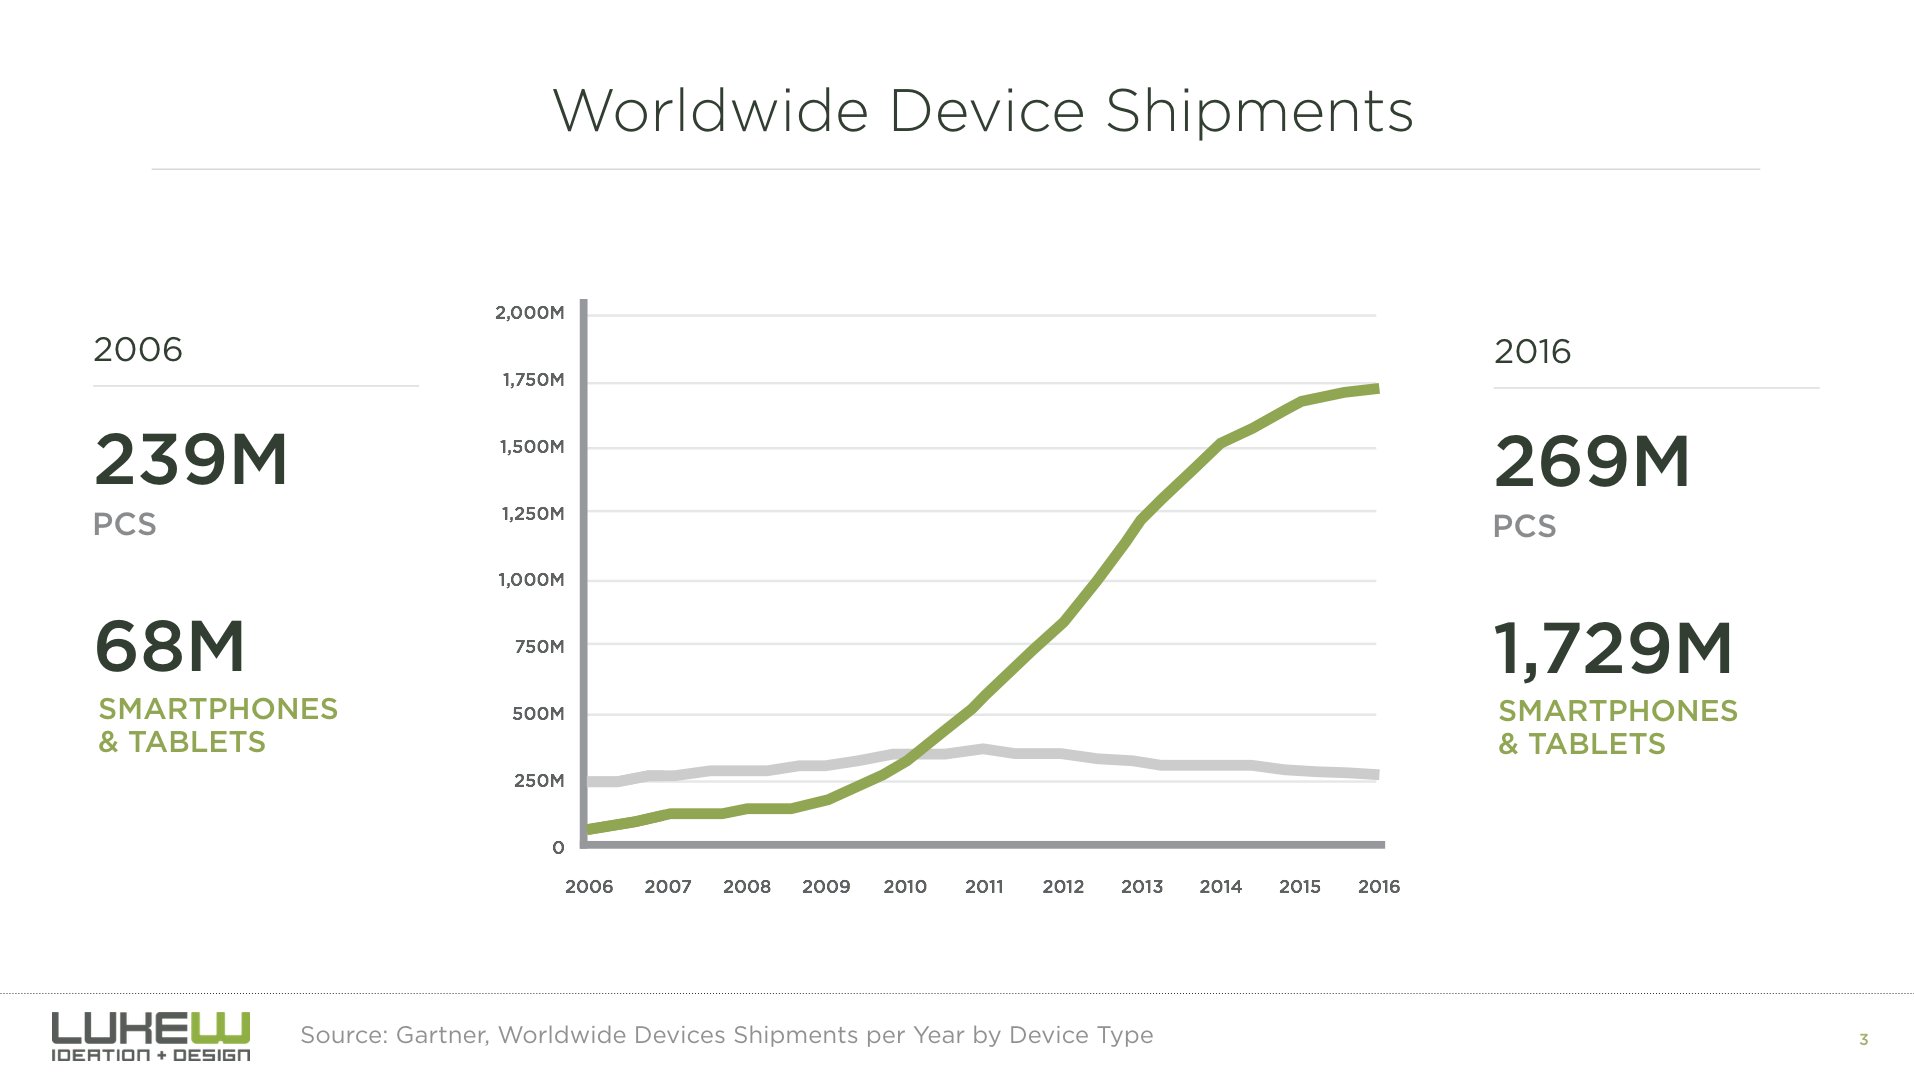 Worldwide Device Shipments
2006
239M
PCS
68M
SMARTPHONES
& TABLETS
2,000M
1,750M
1,500M
1,250M
1,000M
750M
500M
250M
0
2006 2007 2008 2009 2010 2011 2012 2013 2014 2015 2016
2016
269M
PCS
1,729M
SMARTPHONES
& TABLETS
LUKEW
IDEATION + DESIGN
Source: Gartner, Worldwide Devices Shipments per Year by Device Type
3